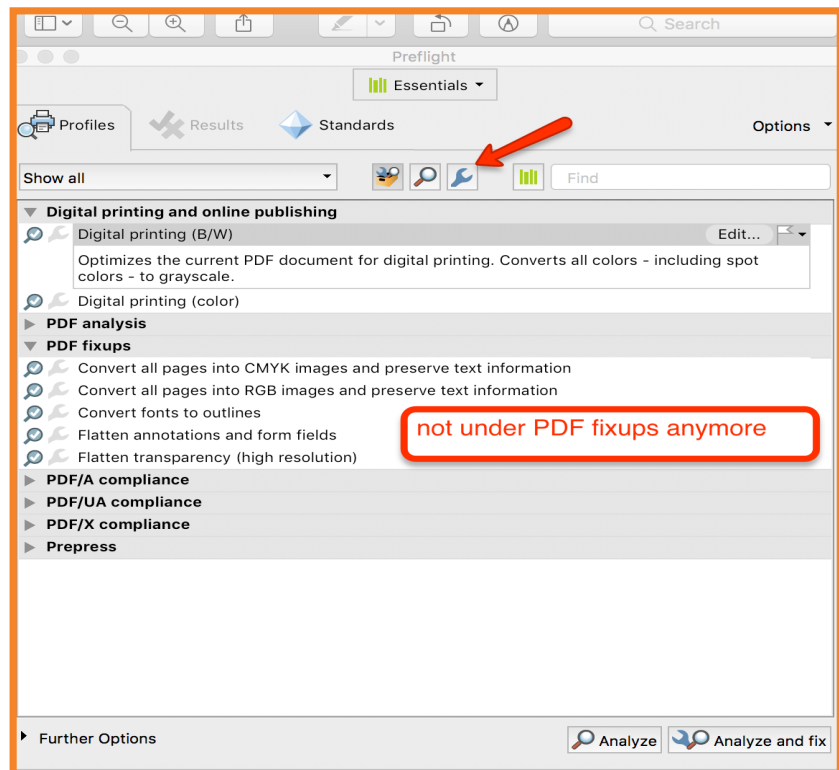 Search
Preflight
Essentials
Profiles
Results
Standards
Options
Show all
Find
Digital printing and online publishing
Digital printing (B/W)
Edit...
Optimizes the current PDF document for digital printing. Converts all colors - including spot
colors - to grayscale.
Digital printing (color)
PDF analysis
PDF fixups
Convert all pages into CMYK images and preserve text information
Convert all pages into RGB images and preserve text information
Convert fonts to outlines
not under PDF fixups anymore
Flatten annotations and form fields
Flatten transparency (high resolution)
PDF/A compliance
PDF/UA compliance
PDF/X compliance
Prepress
Further Options
Analyze
Analyze and fix